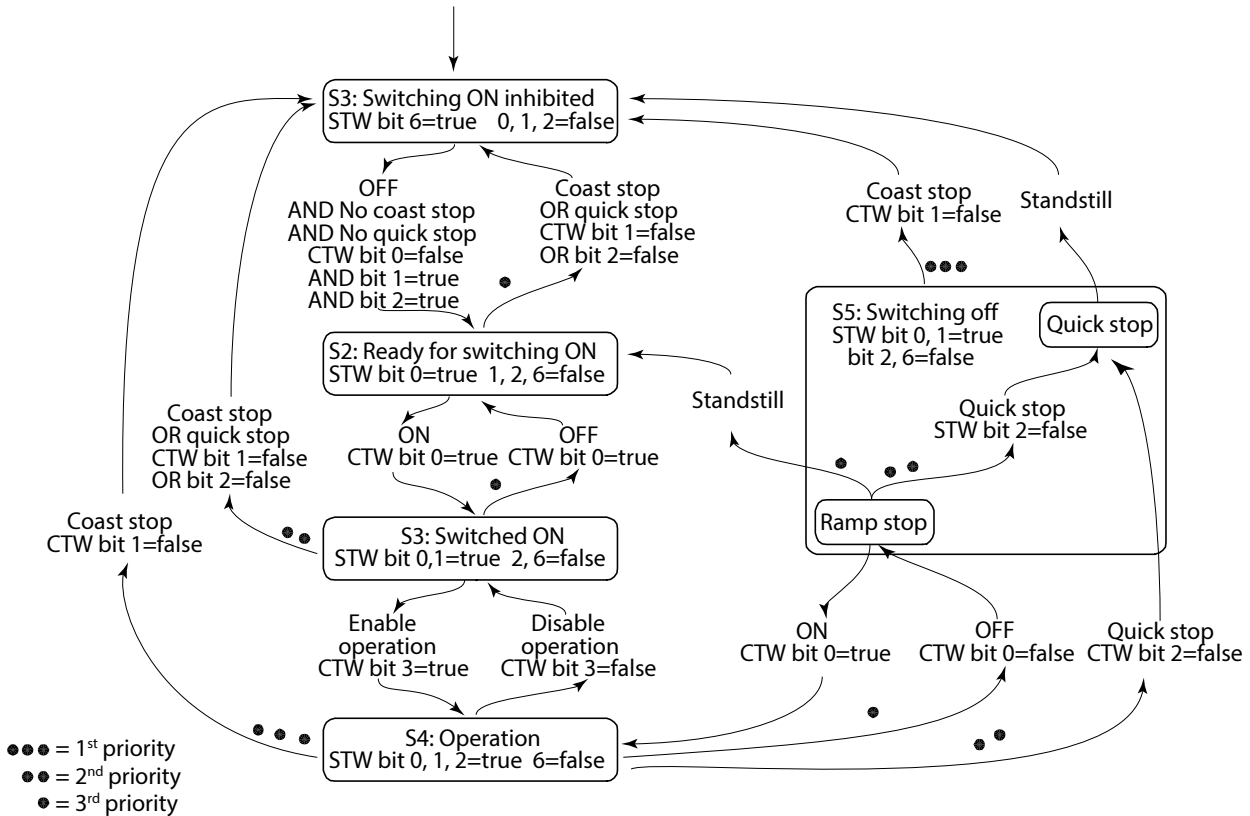 S3: Switching ON inhibited
STW bit 6=true 0, 1, 2=false
OFF
AND No coast stop
AND No quick stop
CTW bit 0=false
AND bit 1=true
AND bit 2=true
Coast stop
OR quick stop
CTW bit 1=false
OR bit 2=false
Coast stop
CTW bit 1=false
Standstill
S5: Switching off
STW bit 0, 1=true
bit 2, 6=false
Quick stop
S2: Ready for switching ON
STW bit 0=true 1, 2, 6=false
Standstill
Quick stop
STW bit 2=false
Coast stop
OR quick stop
CTW bit 1=false
OR bit 2=false
ON
CTW bit 0=true
OFF
CTW bit 0=true
Ramp stop
Coast stop
CTW bit 1=false
S3: Switched ON
STW bit 0,1=true 2, 6=false
Enable
operation
CTW bit 3=true
Disable
operation
CTW bit 3=false
ON
CTW bit 0=true
OFF
CTW bit 0=false
Quick stop
CTW bit 2=false
S4: Operation
STW bit 0, 1, 2=true 6=false
= 1st priority
= 2nd priority
= 3rd priority